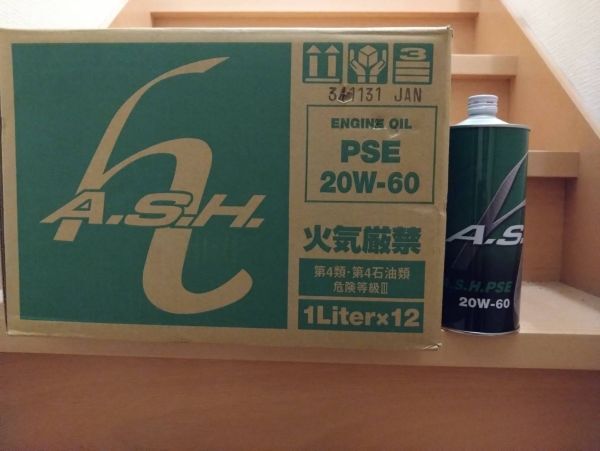 A.S.H.
3
341131 JAN
ENGINE OIL
PSE
20W-60
火気厳禁
第4類・第4石油類
危険等級Ⅲ
1Liter×12
A.S.
A.S.H.PSE
20W-60